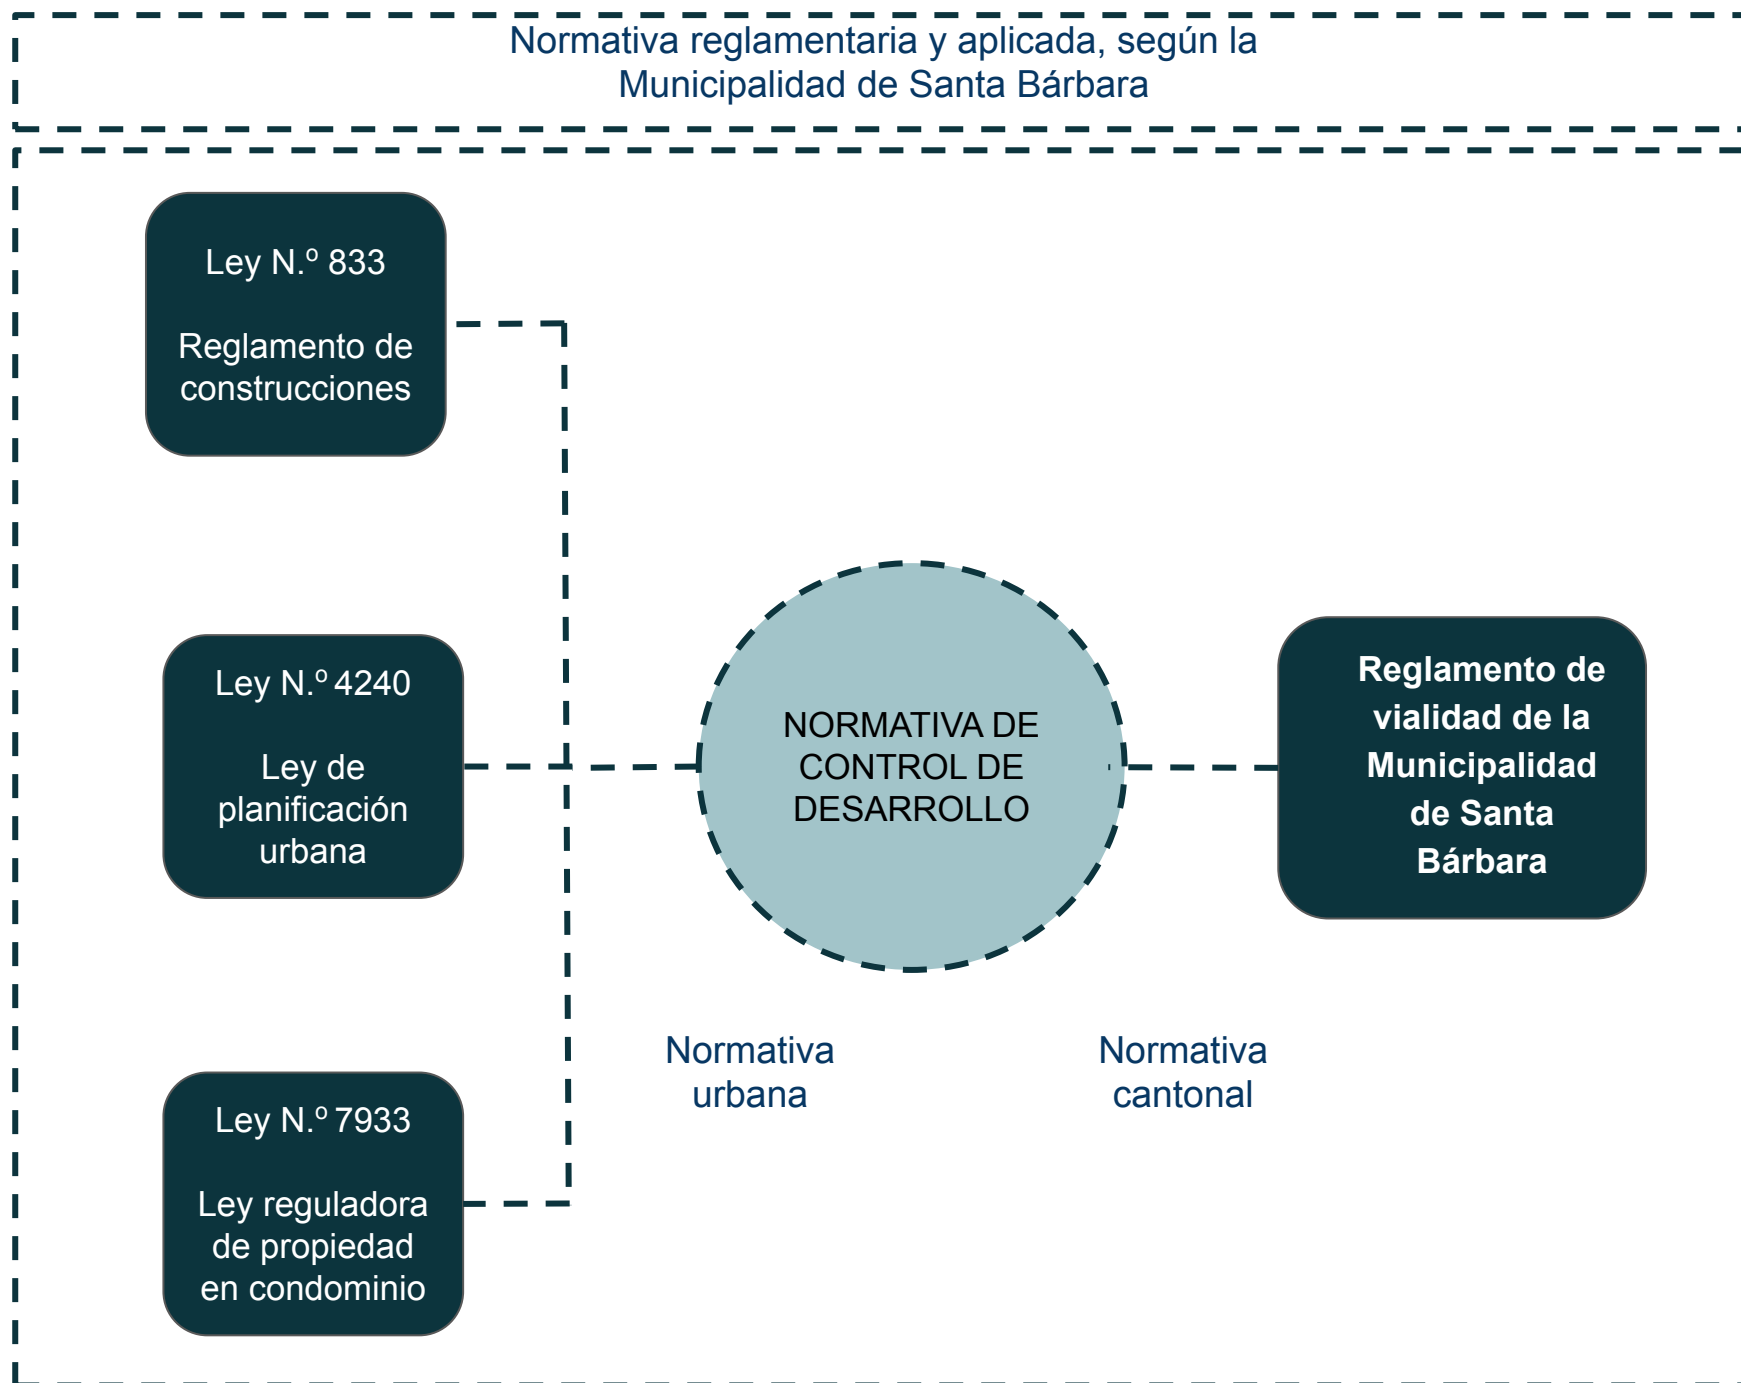 Normativa reglamentaria y aplicada, según la
Municipalidad de Santa Bárbara
Ley N.º 833
Reglamento de
construcciones
Ley N.º 4240
Ley de
planificación
urbana
Ley N.º 7933
Ley reguladora
de propiedad
en condominio
NORMATIVA DE
CONTROL DE
DESARROLLO
Normativa
urbana
Normativa
cantonal
Reglamento de
vialidad de la
Municipalidad
de Santa
Bárbara